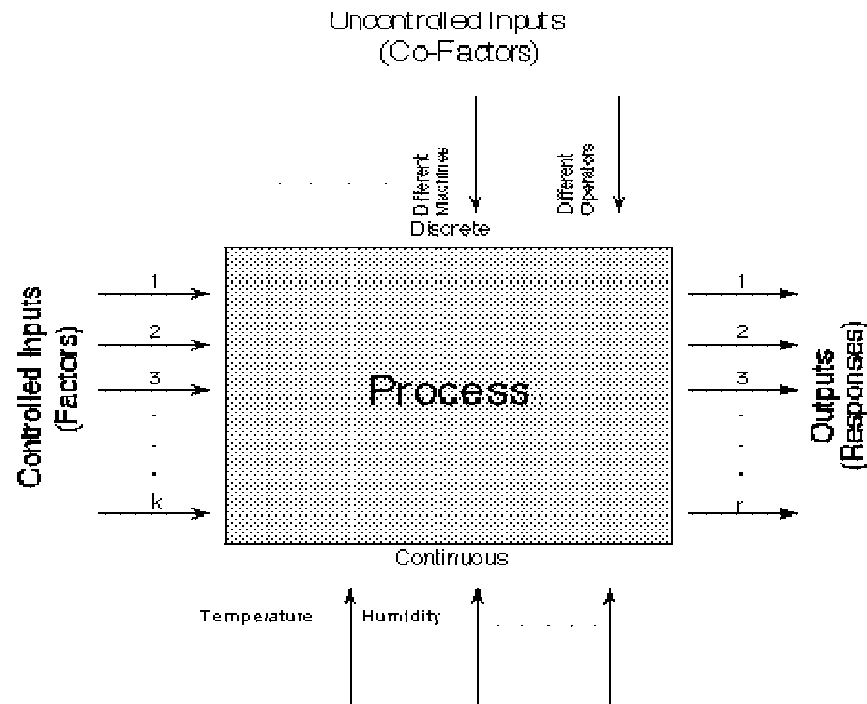 Uncontrolled Inputs
(Co-Factors)
Different
Machines
Different
Operators
Discrete
Controlled Inputs
(Factors)
1
2
3
k
Process
1
2
3
r
Outputs
(Responses)
Continuous
Temperature
Humidity